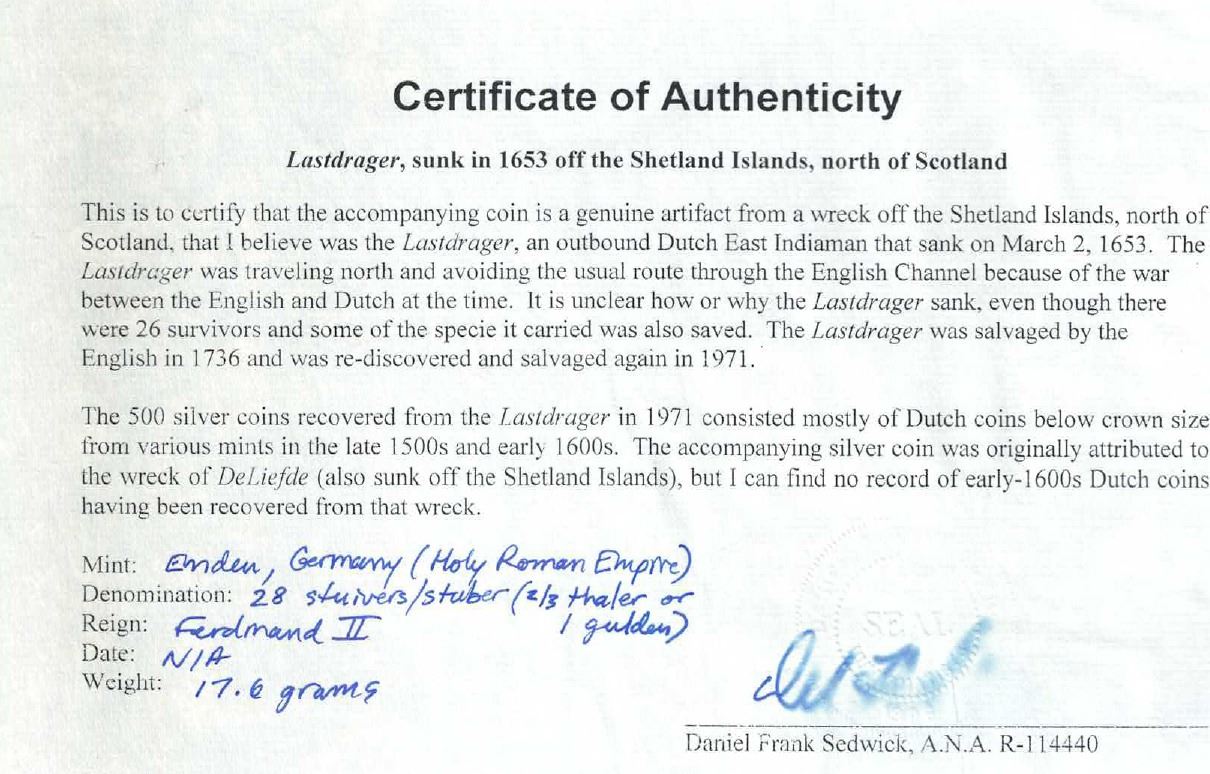 Certificate of Authenticity
Lastdrager, sunk in 1653 off the Shetland Islands, north of Scotland
This is to certify that the accompanying coin is a genuine artifact from a wreck off the Shetland Islands, north of
Scotland, that I believe was the Lastdrager, an outbound Dutch East Indiaman that sank on March 2, 1653. The
Lastdrager was traveling north and avoiding the usual route through the English Channel because of the war
between the English and Dutch at the time. It is unclear how or why the Lastdrager sank, even though there
were 26 survivors and some of the specie it carried was also saved. The Lastdrager was salvaged by the
English in 1736 and was re-discovered and salvaged again in 1971.
The 500 silver coins recovered from the Lastdrager in 1971 consisted mostly of Dutch coins below crown size
from various mints in the late 1500s and early 1600s. The accompanying silver coin was originally attributed to
the wreck of DeLiefde (also sunk off the Shetland Islands), but I can find no record of early-1600s Dutch coins
having been recovered from that wreck.
Mint: Emden, Germany (Holy Roman Empire)
Denomination: 28 stuivers/stuber (2/3 thaler or
1 gulden)
Reign: Ferdinand II
Date: N/A
Weight: 17.6 grams
SEAL
Daniel Frank Sedwick, A.N.A. R-114440